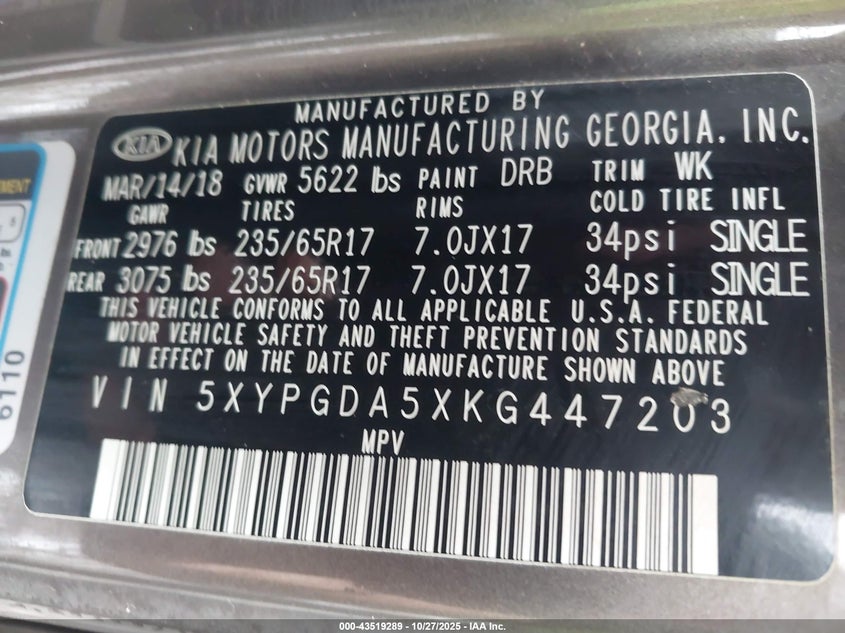 MANUFACTURED BY
KIA KIA MOTORS MANUFACTURING GEORGIA. INC.
MAR/14/18 GVWR 5622 lbs PAINT DRB TRIM WK
GAWR TIRES RIMS COLD TIRE INFL
FRONT 2976 lbs 235/65R17 7.0JX17 34psi SINGLE
REAR 3075 lbs 235/65R17 7.0JX17 34psi SINGLE
THIS VEHICLE CONFORMS TO ALL APPLICABLE U.S.A. FEDERAL
MOTOR VEHICLE SAFETY AND THEFT PREVENTION STANDARDS
IN EFFECT ON THE DATE OF MANUFACTURE SHOWN ABOVE
VIN 5XYPGDA5XKG447203
MPV
6110
000-43519289 - 10/27/2025 - IAA Inc.